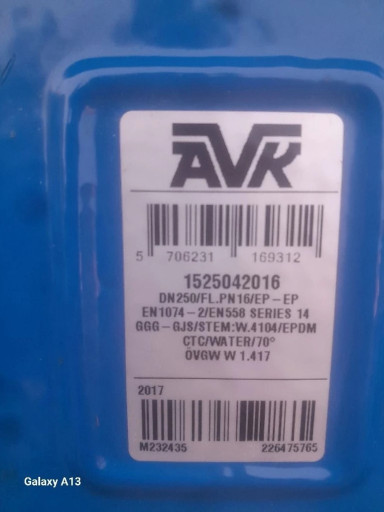 AVK
5 706231 169312
1525042016
DN250/FL.PN16/EP-EP
EN1074-2/EN558 SERIES 14
GGG-GJS/STEM:W.4104/EPDM
CTC/WATER/70°
ÖVGW W 1.417
2017
M232435 226475765
Galaxy A13